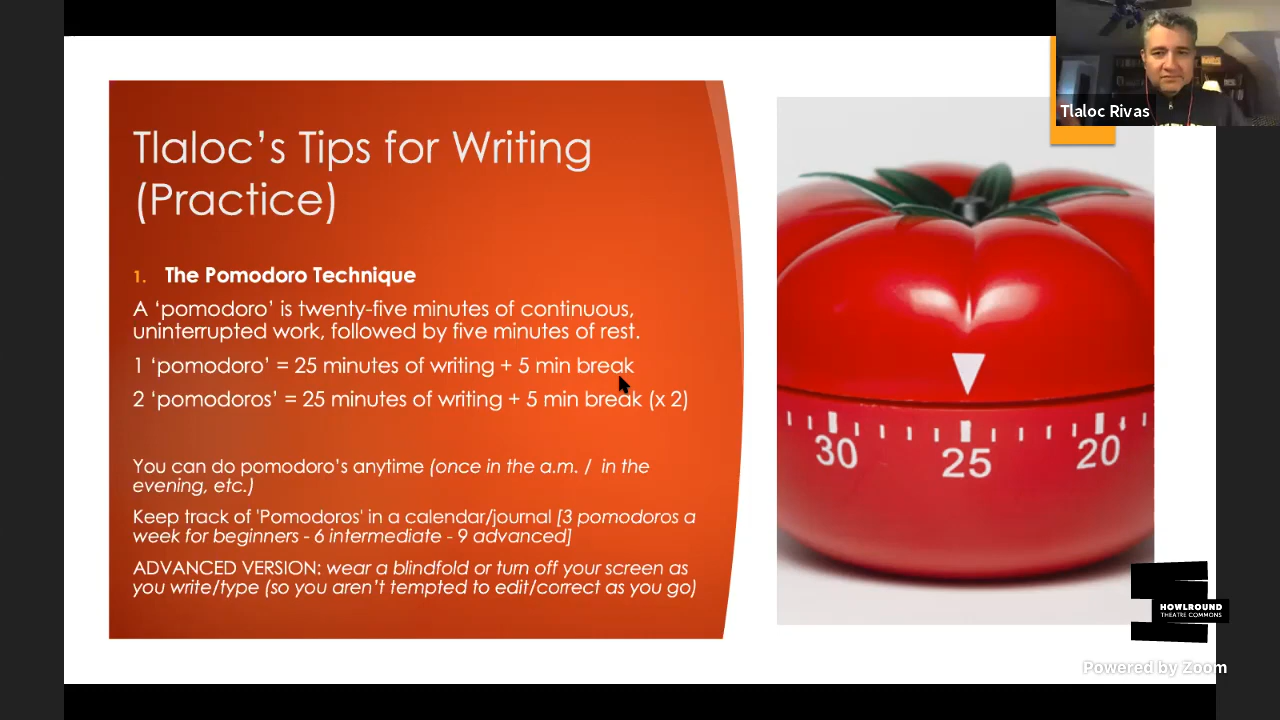 Tlaloc Rivas
Tlaloc’s Tips for Writing
(Practice)
1. The Pomodoro Technique
A ‘pomodoro’ is twenty-five minutes of continuous,
uninterrupted work, followed by five minutes of rest.
1 ‘pomodoro’ = 25 minutes of writing + 5 min break
2 ‘pomodoros’ = 25 minutes of writing + 5 min break (x 2)
You can do pomodoro’s anytime (once in the a.m. / in the
evening, etc.)
Keep track of 'Pomodoros' in a calendar/journal [3 pomodoros a
week for beginners - 6 intermediate - 9 advanced]
ADVANCED VERSION: wear a blindfold or turn off your screen as
you write/type (so you aren’t tempted to edit/correct as you go)
30 25 20
HOWLROUND
THEATRE COMMONS
Powered by Zoom